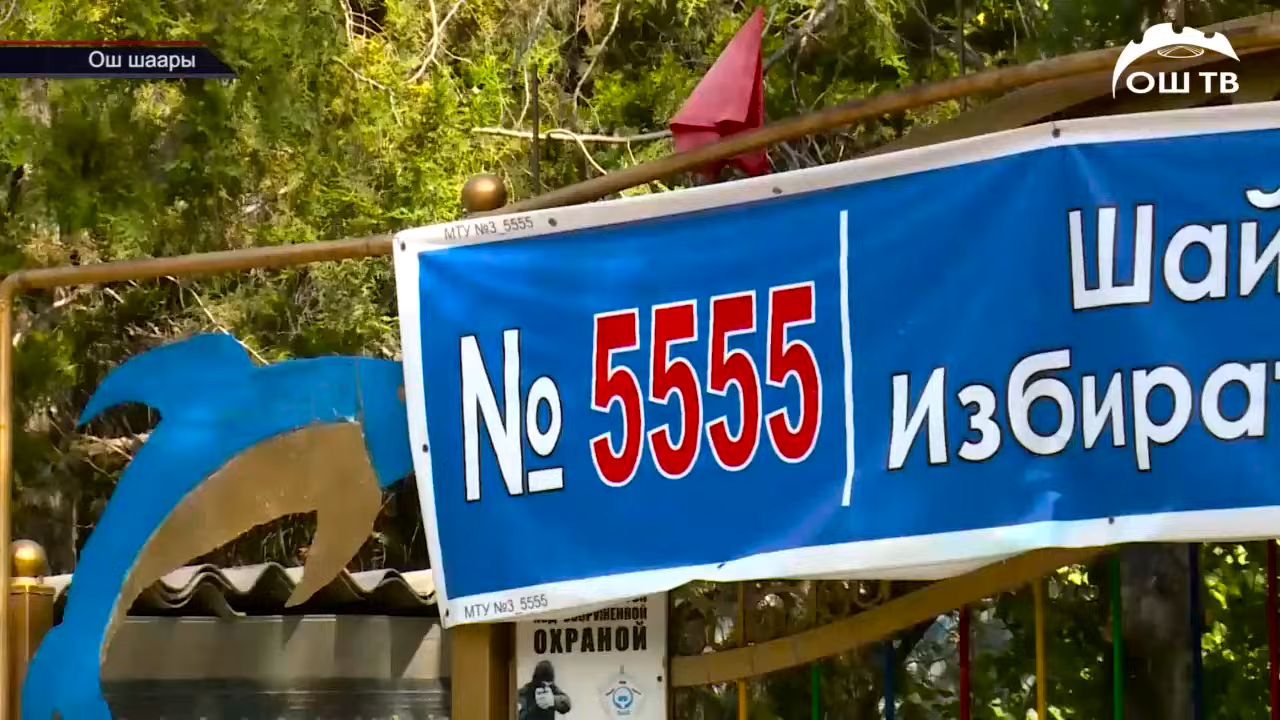 Ош шаары
ОШ ТВ
МТУ №3_5555
№ 5555
Шай
Избират
МТУ №3_5555
ОХРАНОЙ